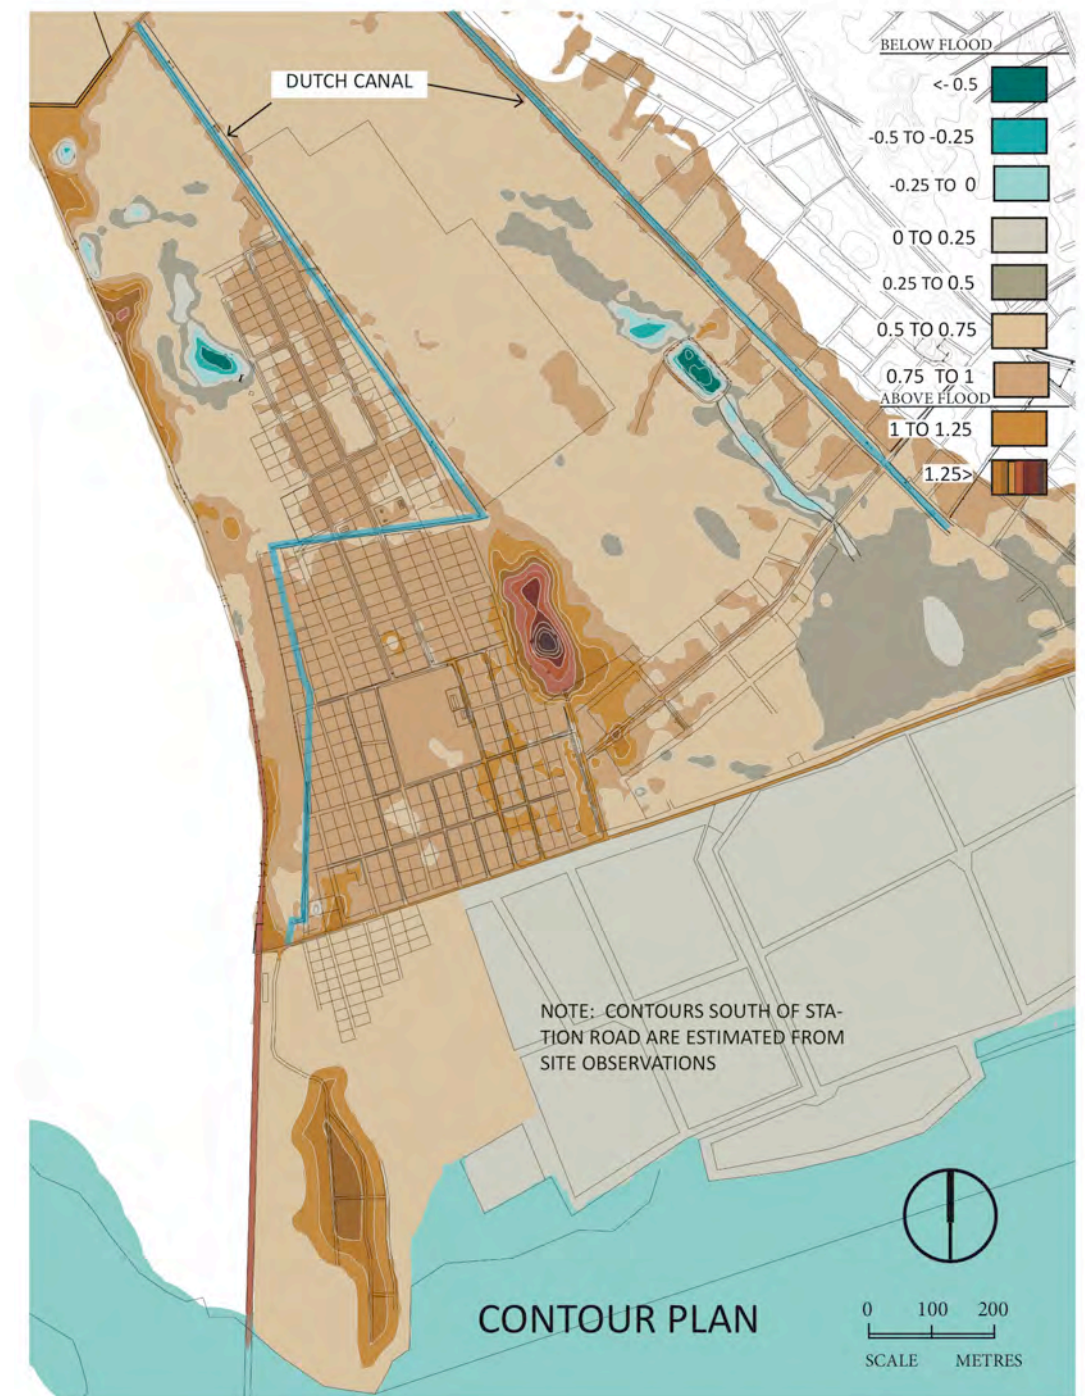 DUTCH CANAL
BELOW FLOOD
<- 0.5
-0.5 TO -0.25
-0.25 TO 0
0 TO 0.25
0.25 TO 0.5
0.5 TO 0.75
0.75 TO 1
ABOVE FLOOD
1 TO 1.25
1.25>
NOTE: CONTOURS SOUTH OF STA-
TION ROAD ARE ESTIMATED FROM
SITE OBSERVATIONS
CONTOUR PLAN
0 100 200
SCALE METRES